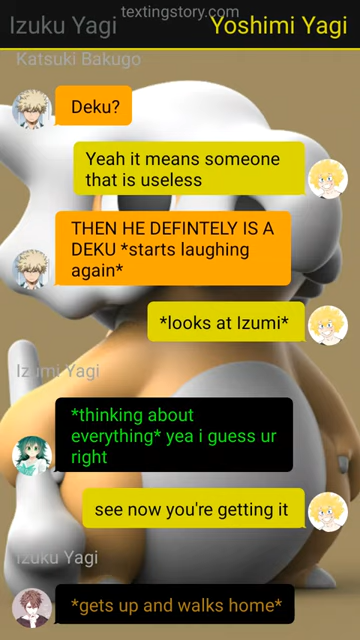 textingstory.com
Izuku Yagi
Yoshimi Yagi
Katsuki Bakugo
Deku?
Yeah it means someone
that is useless
THEN HE DEFINTELY IS A
DEKU *starts laughing
again*
*looks at Izumi*
Izumi Yagi
*thinking about
everything* yea i guess ur
right
see now you're getting it
Izuku Yagi
*gets up and walks home*